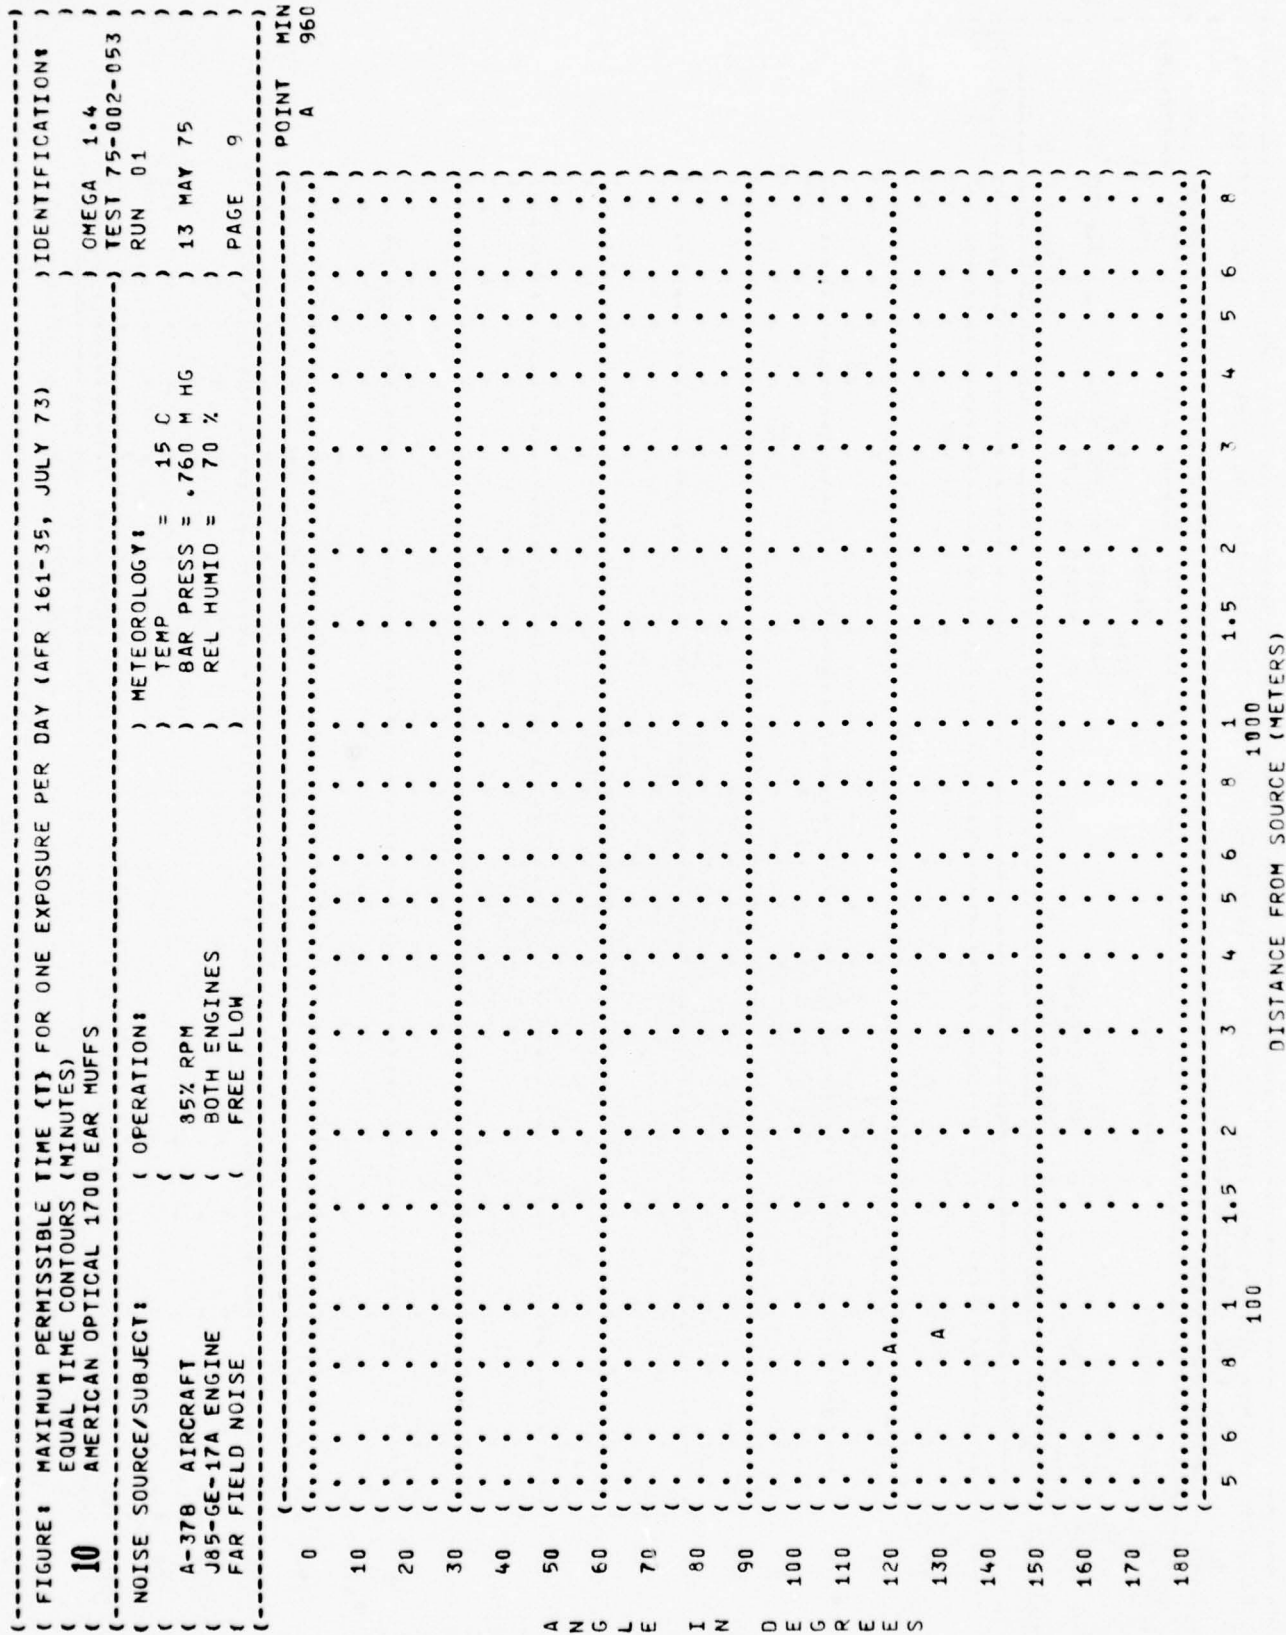 FIGURE: MAXIMUM PERMISSIBLE TIME (T) FOR ONE EXPOSURE PER DAY (AFR 161-35, JULY 73)
EQUAL TIME CONTOURS (MINUTES)
10 AMERICAN OPTICAL 1700 EAR MUFFS
IDENTIFICATION:
OMEGA 1.4
TEST 75-002-053
RUN 01
13 MAY 75
PAGE 9
NOISE SOURCE/SUBJECT:
A-37B AIRCRAFT
J85-GE-17A ENGINE
FAR FIELD NOISE
OPERATION:
85% RPM
BOTH ENGINES
FREE FLOW
METEOROLOGY:
TEMP = 15 C
BAR PRESS = .760 M HG
REL HUMID = 70 %
POINT MIN
A 960
ANGLE IN DEGREES
0
10
20
30
40
50
60
70
80
90
100
110
120
130
140
150
160
170
180
A
A
5 6 8 1 1.5 2 3 4 5 6 8 1 1.5 2 3 4 5 6 8
100 1000
DISTANCE FROM SOURCE (METERS)